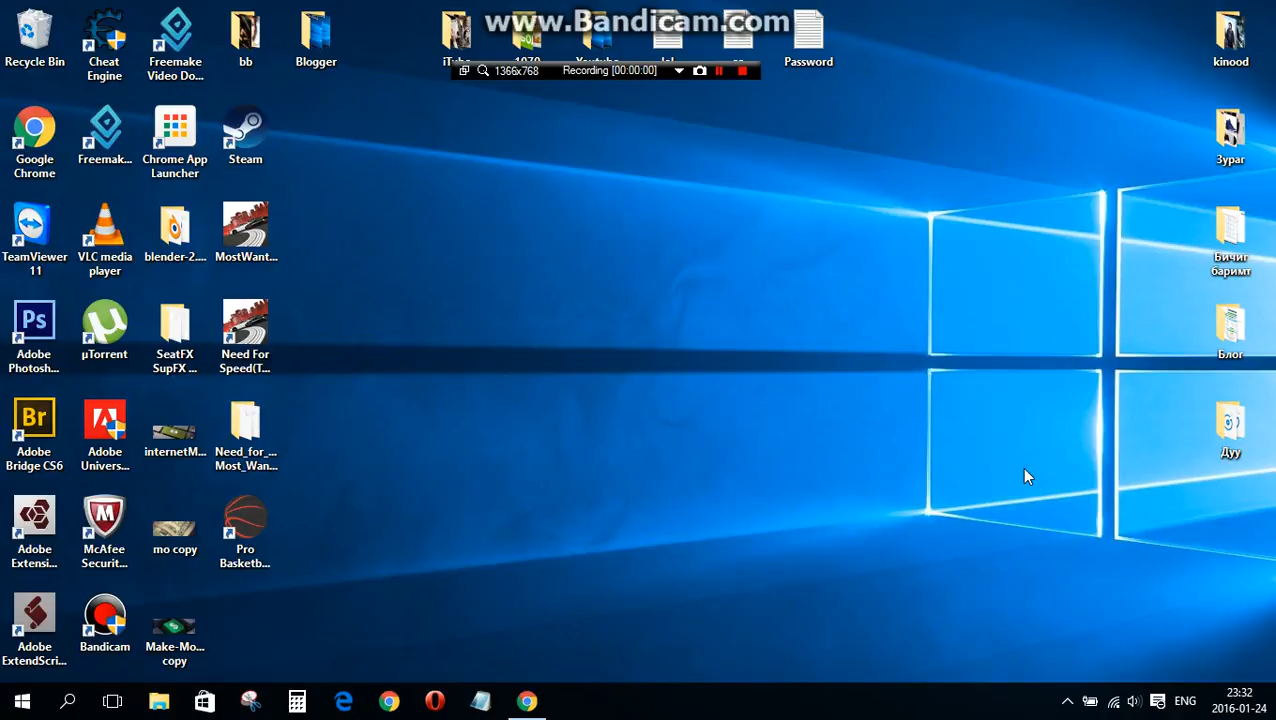 www.Bandicam.com
1366x768 Recording [00:00:00]
Recycle Bin
Cheat
Engine
Freemake
Video Do...
bb
Blogger
Password
kinood
Google
Chrome
Freemak...
Chrome App
Launcher
Steam
Зураг
TeamViewer
11
VLC media
player
blender-2....
MostWant...
Бичиг
баримт
Ps
Adobe
Photosh...
µTorrent
SeatFX
SupFX ...
Need For
Speed(T...
Блог
Br
Adobe
Bridge CS6
Adobe
Univers...
internetM...
Need_for_...
Most_Wan...
Дуу
Adobe
Extensi...
McAfee
Securit...
mo copy
Pro
Basketb...
Adobe
ExtendScri...
Bandicam
Make-Mo...
copy
ENG
23:32
2016-01-24